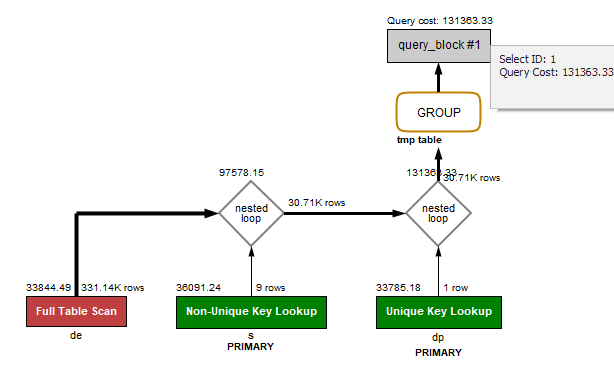 Query cost: 131363.33
query_block #1
Select ID: 1
Query Cost: 131363.33
GROUP
tmp table
97578.15
131363.33
30.71K rows
nested
loop
30.71K rows
nested
loop
33844.49
331.14K rows
36091.24
9 rows
33785.18
1 row
Full Table Scan
Non-Unique Key Lookup
Unique Key Lookup
de
s
dp
PRIMARY
PRIMARY